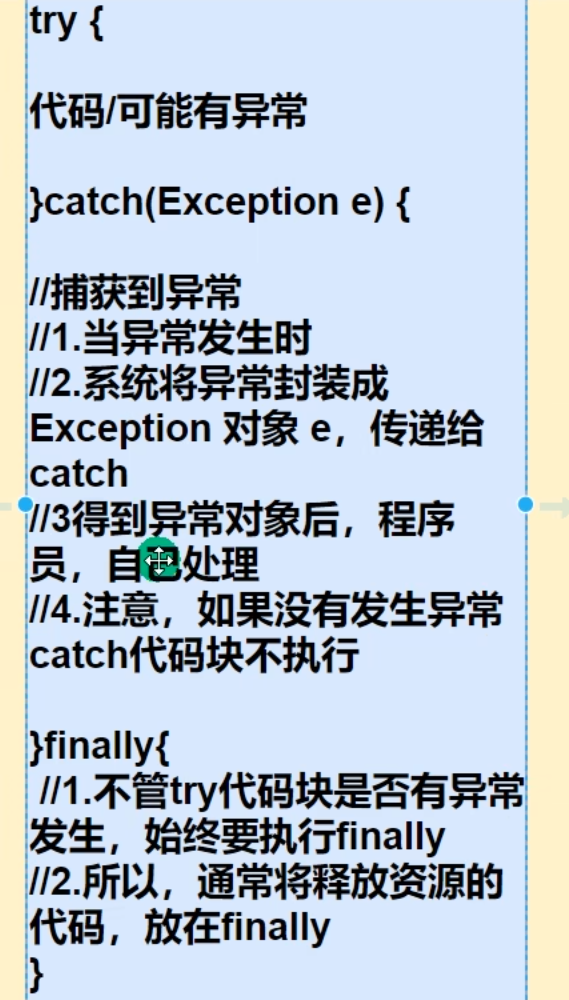 try {
代码/可能有异常
}catch(Exception e) {
//捕获到异常
//1.当异常发生时
//2.系统将异常封装成
Exception 对象 e，传递给
catch
//3得到异常对象后，程序
员，自己处理
//4.注意，如果没有发生异常
catch代码块不执行
}finally{
//1.不管try代码块是否有异常
发生，始终要执行finally
//2.所以，通常将释放资源的
代码，放在finally
}